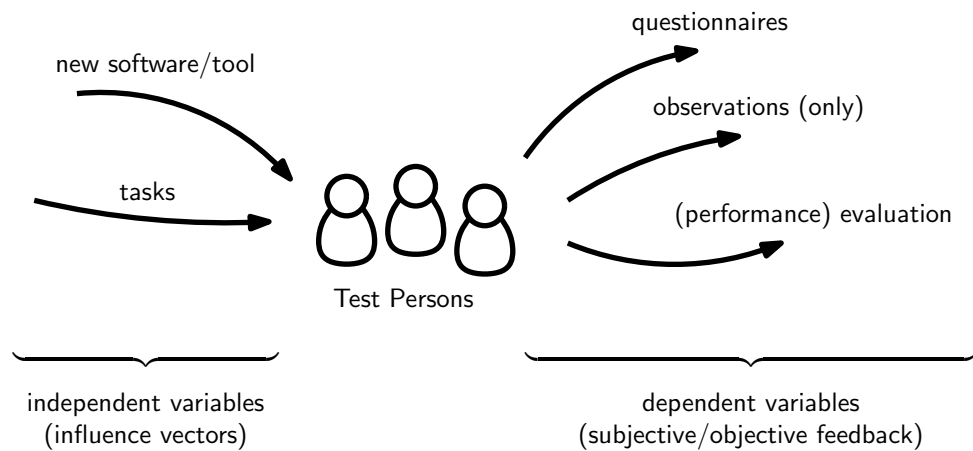 questionnaires
new software/tool
observations (only)
tasks
(performance) evaluation
Test Persons
independent variables
(influence vectors)
dependent variables
(subjective/objective feedback)